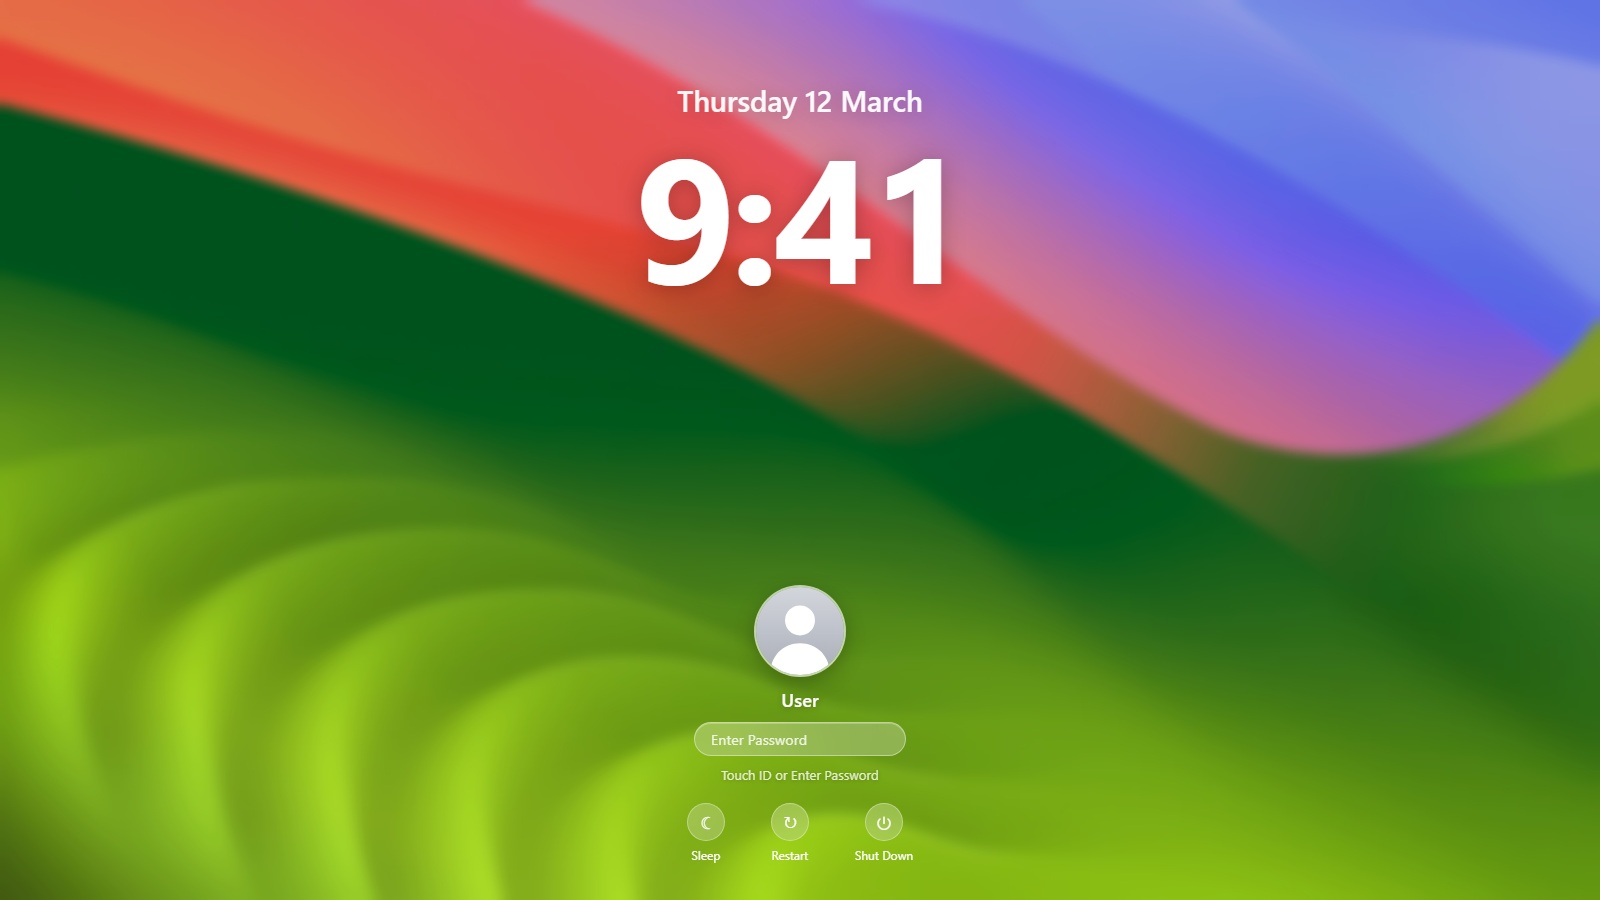 Thursday 12 March
9:41
User
Enter Password
Touch ID or Enter Password
Sleep
Restart
Shut Down